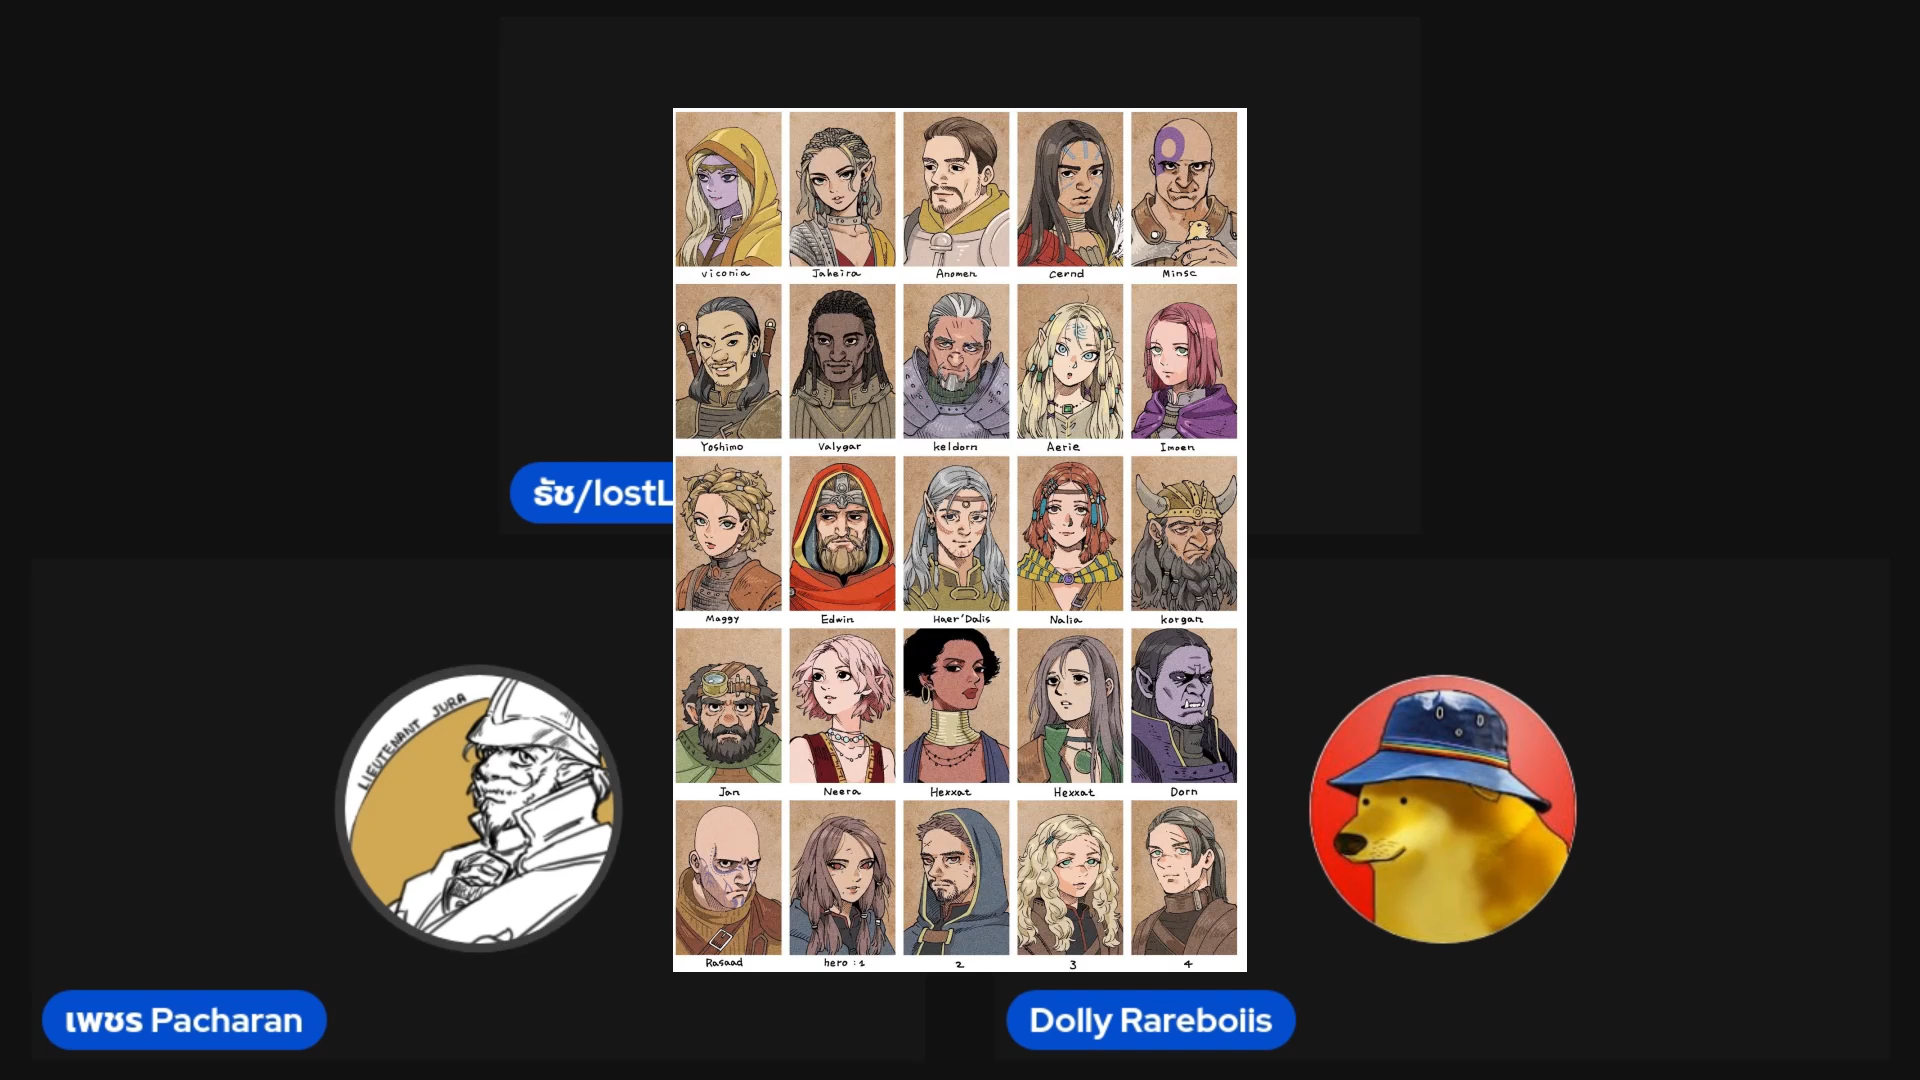 viconia
Jaheira
Anomen
Cernd
Minsc
Yoshimo
Valygar
keldorn
Aerie
Imoen
ธัช/lostL
Maggy
Edwin
Haer'Dalis
Nalia
korgan
LIEUTENANT JURA
Jan
Neera
Hexxat
Hexxat
Dorn
Rasaad
hero : 1
2
3
4
เพชร Pacharan
Dolly Rareboiis